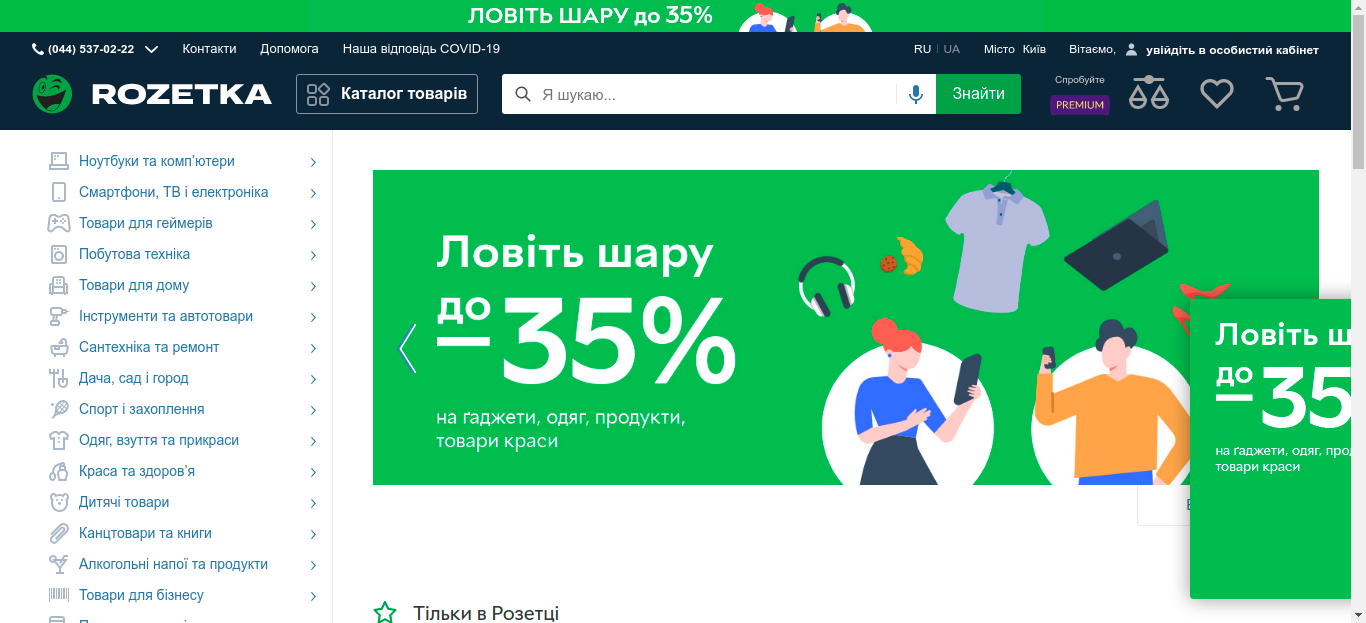 ЛОВІТЬ ШАРУ до 35%
(044) 537-02-22
Контакти
Допомога
Наша відповідь COVID-19
RU | UA
Місто Київ
Вітаємо, увійдіть в особистий кабінет
ROZETKA
Каталог товарів
Я шукаю...
Знайти
Спробуйте
PREMIUM
Ноутбуки та комп'ютери
Смартфони, ТВ і електроніка
Товари для геймерів
Побутова техніка
Товари для дому
Інструменти та автотовари
Сантехніка та ремонт
Дача, сад і город
Спорт і захоплення
Одяг, взуття та прикраси
Краса та здоров'я
Дитячі товари
Канцтовари та книги
Алкогольні напої та продукти
Товари для бізнесу
Ловіть шару
до
–35%
на ґаджети, одяг, продукти,
товари краси
Ловіть ш
до
–35
на ґаджети, одяг, прод
товари краси
Тільки в Розетці